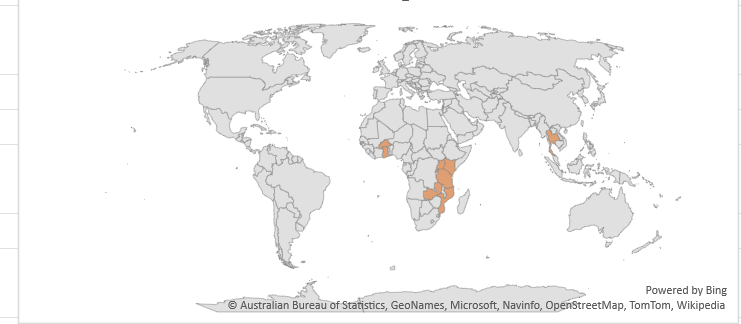 Powered by Bing
© Australian Bureau of Statistics, GeoNames, Microsoft, Navinfo, OpenStreetMap, TomTom, Wikipedia